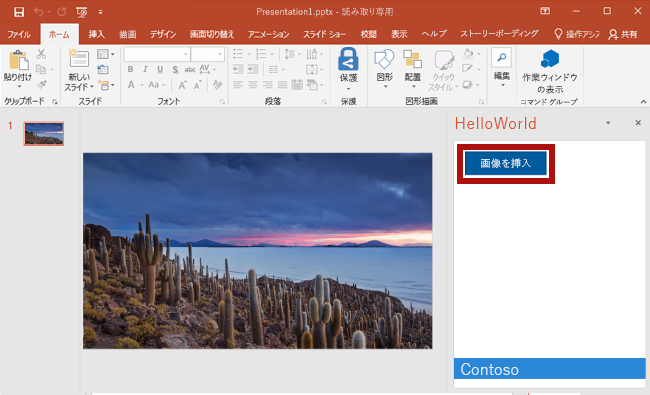 Presentation1.pptx - 読み取り専用
ファイル ホーム 挿入 描画 デザイン 画面切り替え アニメーション スライド ショー 校閲 表示 ヘルプ ストーリーボーディング 操作アシ 共有
貼り付け 新しい スライド B I U S abc AV A Aa A A 保護 図形 配置 クイック スタイル 編集 作業ウィンドウ の表示
クリップボード スライド フォント 段落 保護 図形描画 コマンド グループ
1
HelloWorld
画像を挿入
Contoso